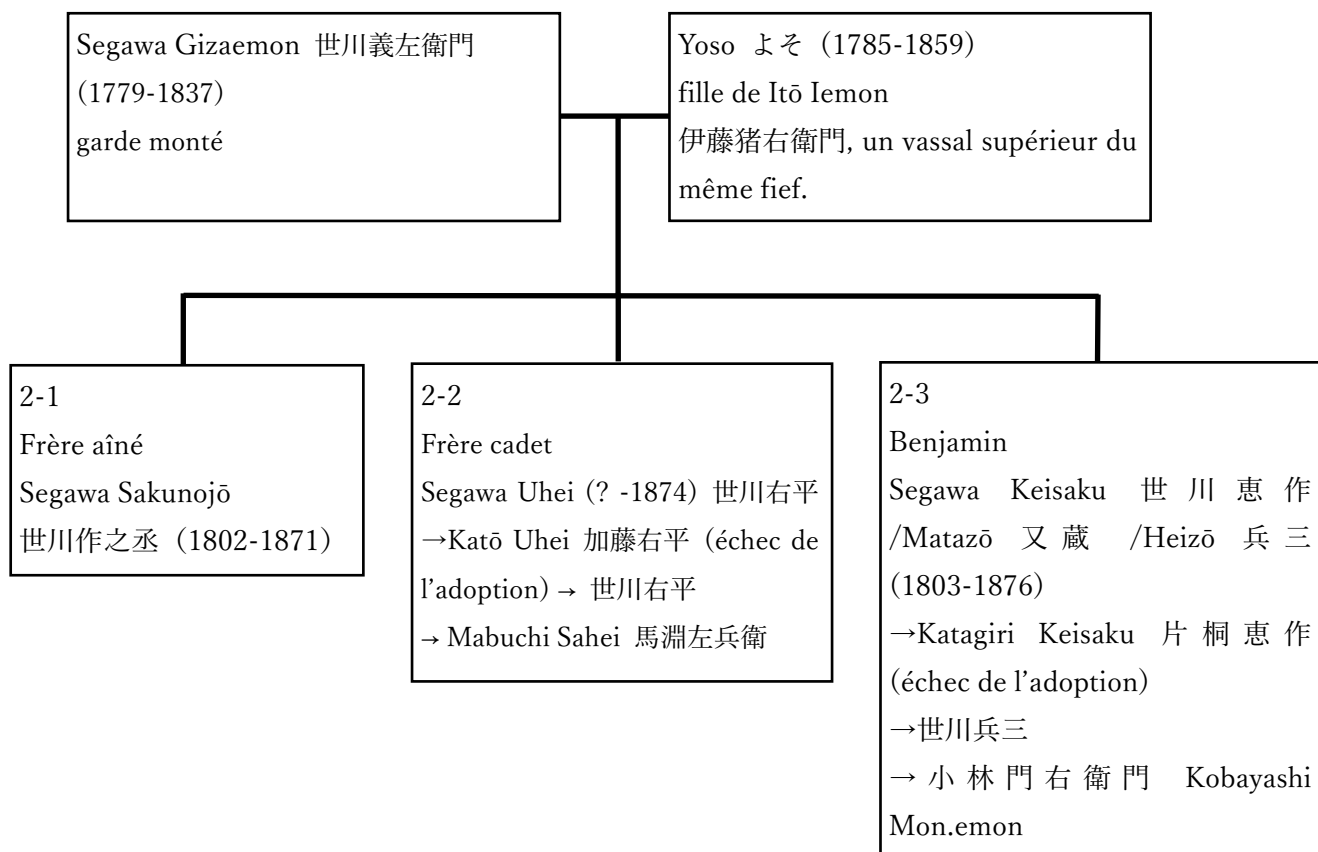 Segawa Gizaemon 世川義左衛門
(1779-1837)
garde monté
Yoso よそ (1785-1859)
fille de Itō Iemon
伊藤猪右衛門, un vassal supérieur du
même fief.
2-1
Frère aîné
Segawa Sakunojō
世川作之丞 (1802-1871)
2-2
Frère cadet
Segawa Uhei (? -1874) 世川右平
→Katō Uhei 加藤右平 (échec de
l’adoption) → 世川右平
→ Mabuchi Sahei 馬淵左兵衛
2-3
Benjamin
Segawa Keisaku 世川恵作
/Matazō 又蔵 /Heizō 兵三
(1803-1876)
→Katagiri Keisaku 片桐恵作
(échec de l’adoption)
→世川兵三
→ 小林門右衛門 Kobayashi
Mon.emon